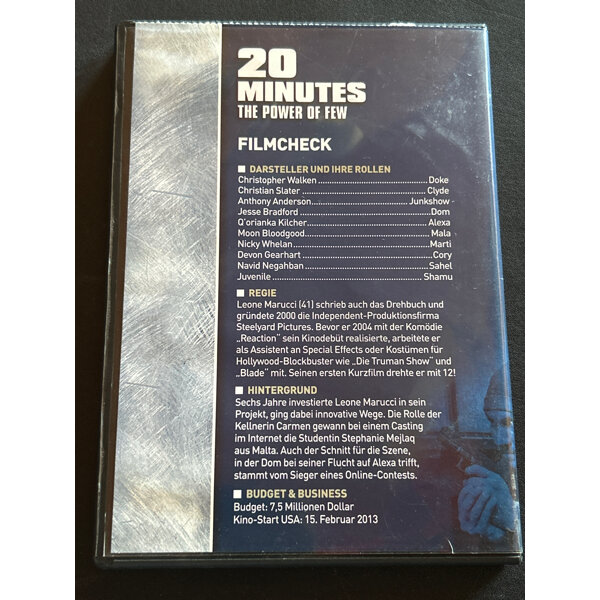 20
MINUTES
THE POWER OF FEW
FILMCHECK
DARSTELLER UND IHRE ROLLEN
Christopher Walken ........ Doke
Christian Slater ........ Clyde
Anthony Anderson........ Junkshow
Jesse Bradford ........ Dom
Q'orianka Kilcher........ Alexa
Moon Bloodgood........ Mala
Nicky Whelan........ Marti
Devon Gearhart ........ Cory
Navid Negahban ........ Sahel
Juvenile ........ Shamu
REGIE
Leone Marucci (41) schrieb auch das Drehbuch und
gründete 2000 die Independent-Produktionsfirma
Steelyard Pictures. Bevor er 2004 mit der Komödie
„Reaction" sein Kinodebüt realisierte, arbeitete er
als Assistent an Special Effects oder Kostümen für
Hollywood-Blockbuster wie „Die Truman Show" und
„Blade" mit. Seinen ersten Kurzfilm drehte er mit 12!
HINTERGRUND
Sechs Jahre investierte Leone Marucci in sein
Projekt, ging dabei innovative Wege. Die Rolle der
Kellnerin Carmen gewann bei einem Casting
im Internet die Studentin Stephanie Mejlaq
aus Malta. Auch der Schnitt für die Szene,
in der Dom bei seiner Flucht auf Alexa trifft,
stammt vom Sieger eines Online-Contests.
BUDGET & BUSINESS
Budget: 7,5 Millionen Dollar
Kino-Start USA: 15. Februar 2013